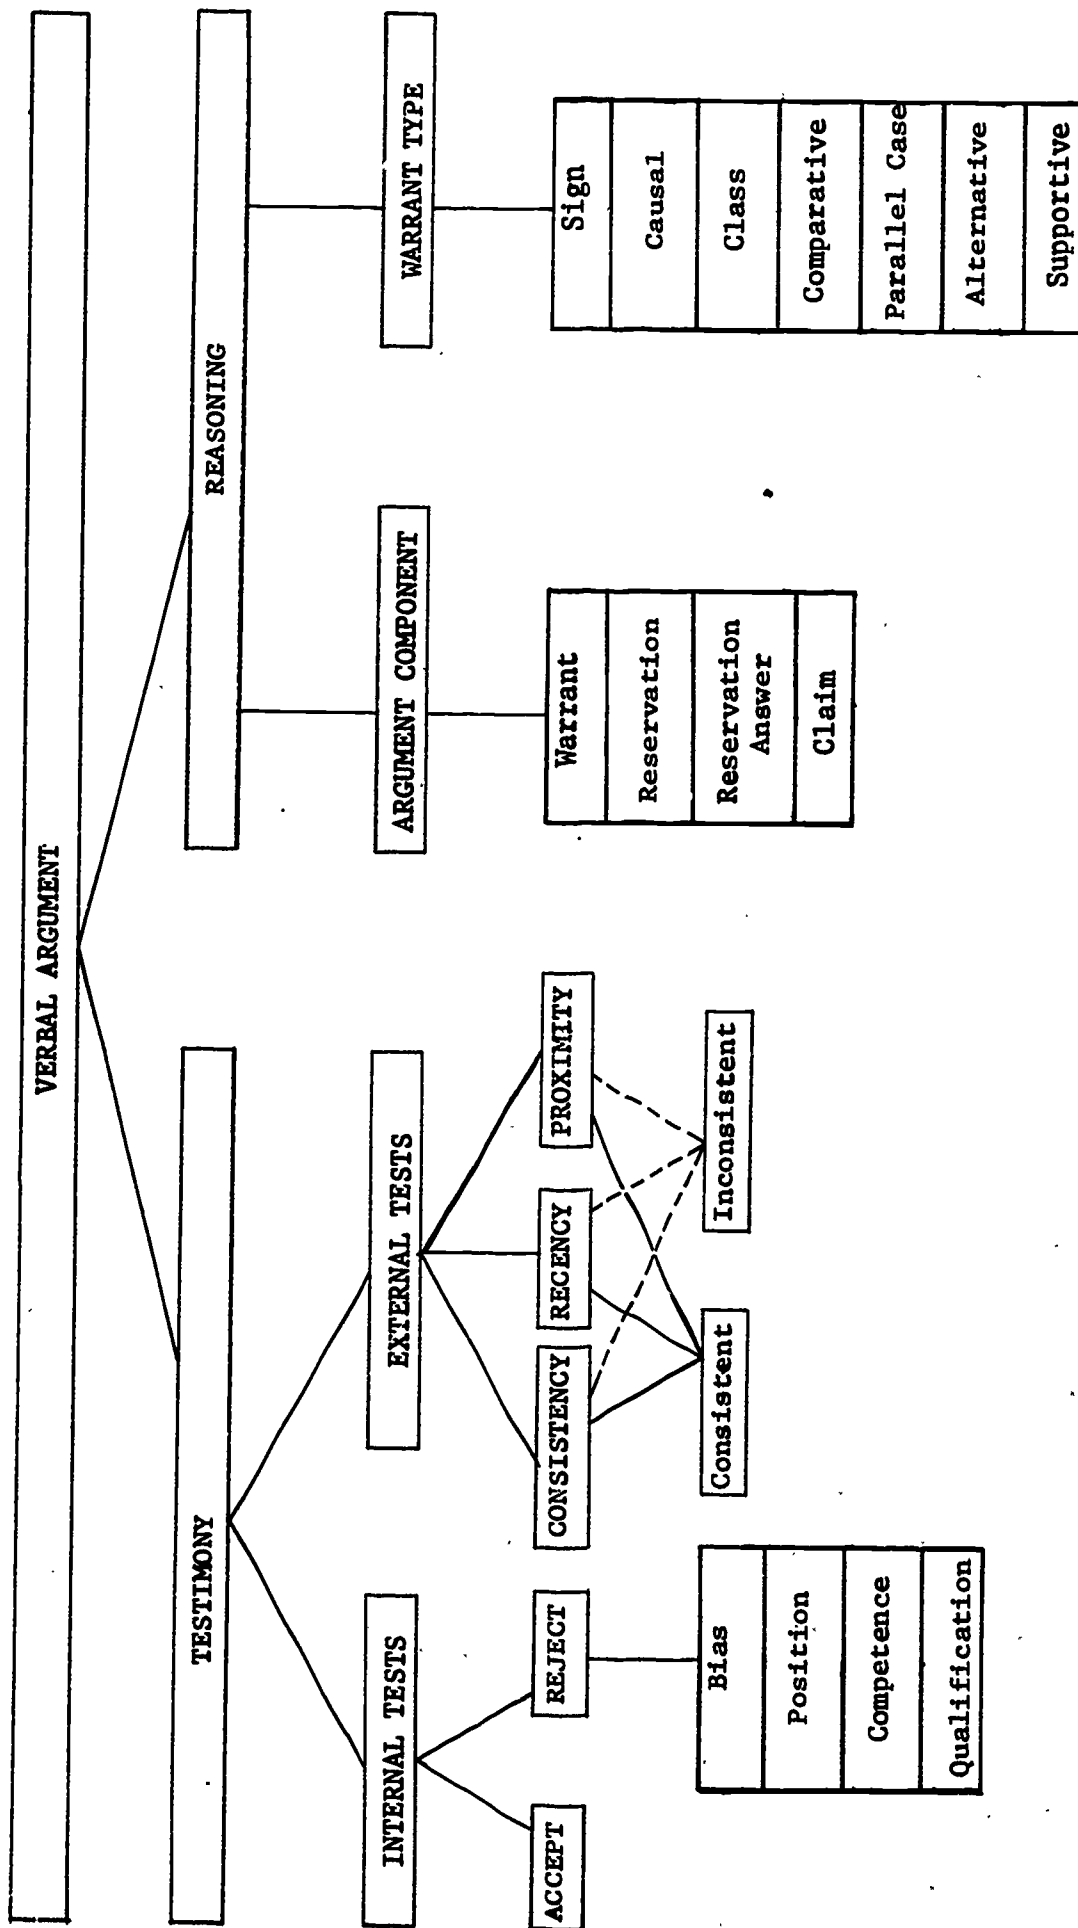 VERBAL ARGUMENT
TESTIMONY
REASONING
INTERNAL TESTS
EXTERNAL TESTS
ARGUMENT COMPONENT
WARRANT TYPE
ACCEPT
REJECT
CONSISTENCY
RECENCY
PROXIMITY
Bias
Position
Competence
Qualification
Consistent
Inconsistent
Warrant
Reservation
Reservation
Answer
Claim
Sign
Causal
Class
Comparative
Parallel Case
Alternative
Supportive